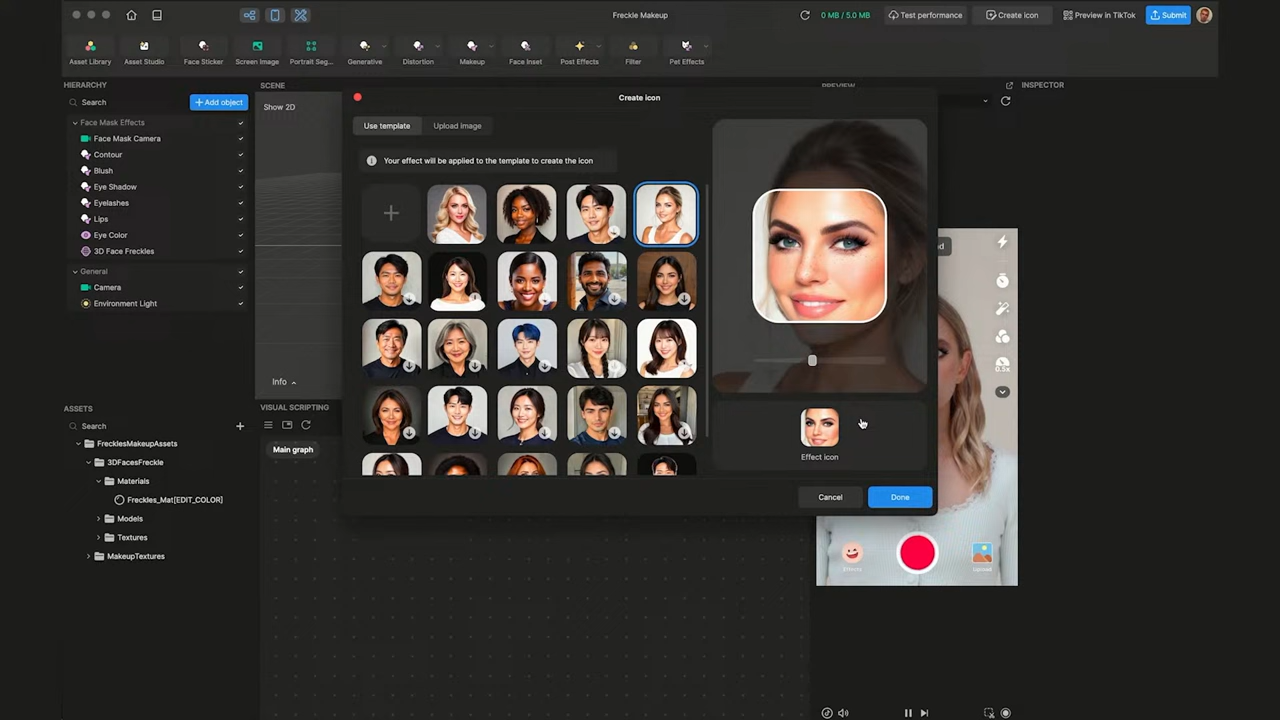 Freckle Makeup
0 MB / 5.0 MB
Test performance
Create icon
Preview in TikTok
Submit
Asset Library
Asset Studio
Face Sticker
Screen Image
Portrait Seg...
Generative
Distortion
Makeup
Face Inset
Post Effects
Filter
Pet Effects
HIERARCHY
Search
Add object
Face Mask Effects
Face Mask Camera
Contour
Blush
Eye Shadow
Eyelashes
Lips
Eye Color
3D Face Freckles
General
Camera
Environment Light
SCENE
Show 2D
Info
PREVIEW
INSPECTOR
Create icon
Use template
Upload image
Your effect will be applied to the template to create the icon
Effect icon
Cancel
Done
ASSETS
Search
FrecklesMakeupAssets
3DFacesFreckle
Materials
Freckles_Mat[EDIT_COLOR]
Models
Textures
MakeupTextures
VISUAL SCRIPTING
Main graph
0.5x
Effects
Upload